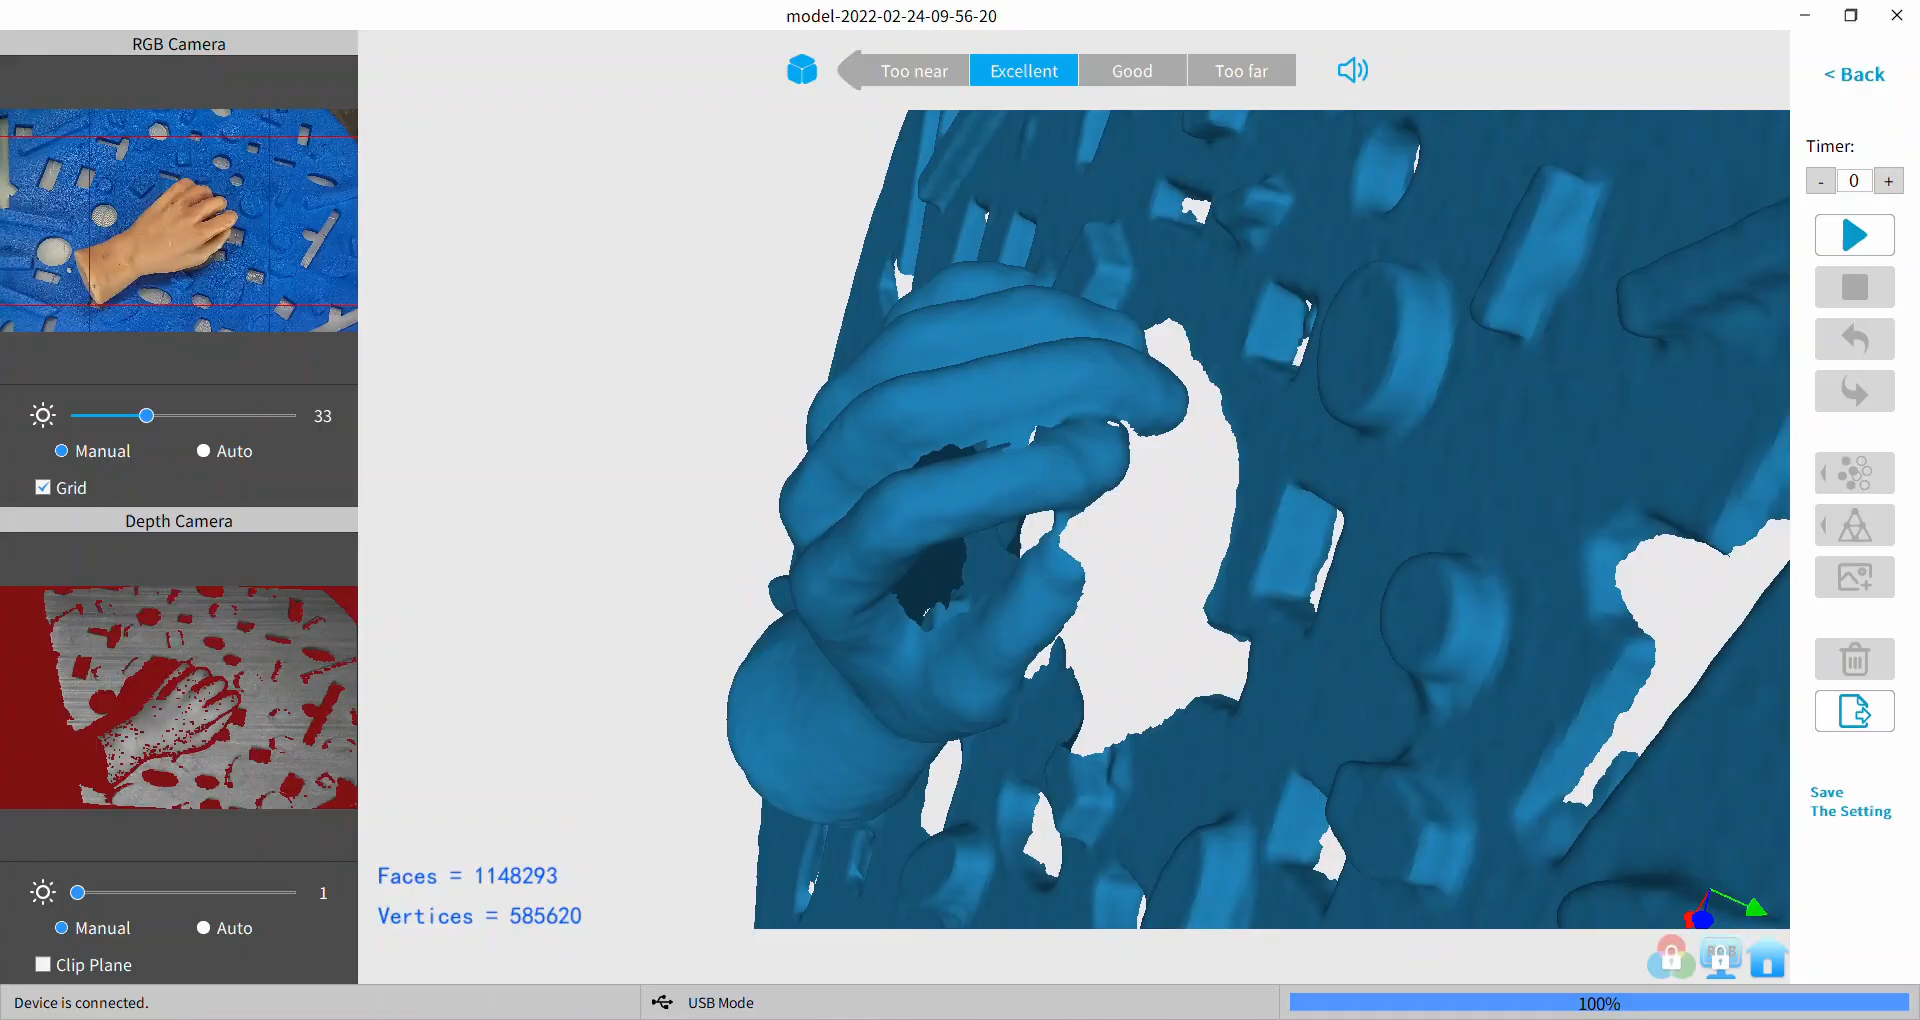 model-2022-02-24-09-56-20
RGB Camera
Too near
Excellent
Good
Too far
< Back
Timer:
- 0 +
33
Manual
Auto
Grid
Depth Camera
Save
The Setting
Faces = 1148293
Vertices = 585620
1
Manual
Auto
Clip Plane
RGB
Device is connected.
USB Mode
100%